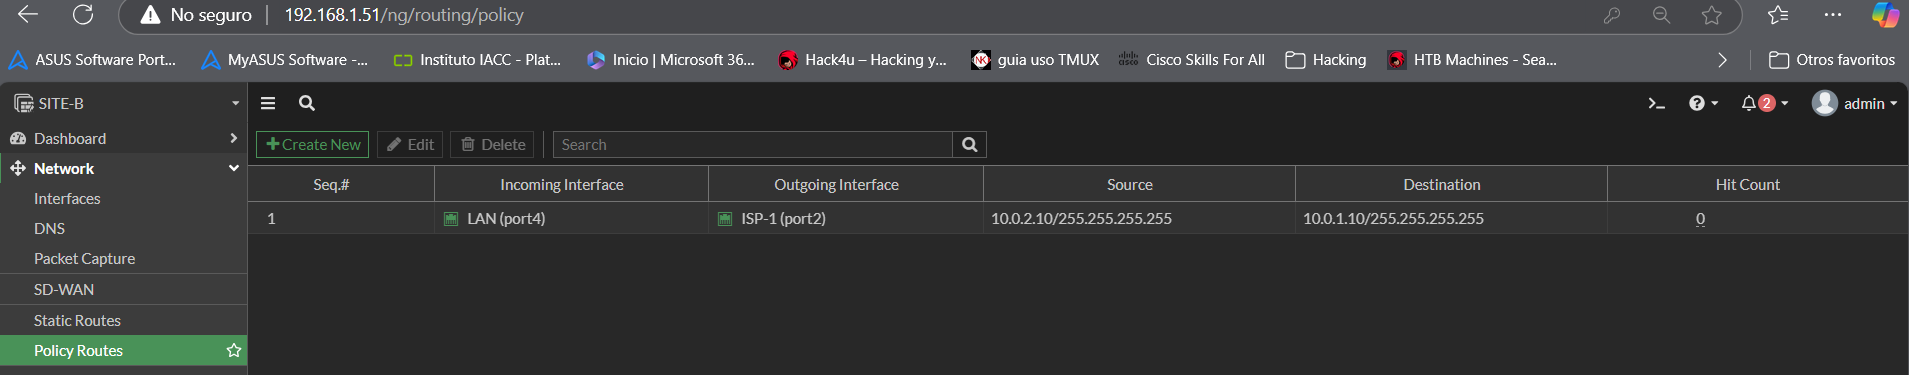 No seguro 192.168.1.51/ng/routing/policy
ASUS Software Port... MyASUS Software -... Instituto IACC - Plat... Inicio | Microsoft 36... Hack4u – Hacking y... NK guia uso TMUX cisco Cisco Skills For All Hacking HTB Machines - Sea... Otros favoritos
SITE-B 2 admin
Dashboard
Network
Interfaces
DNS
Packet Capture
SD-WAN
Static Routes
Policy Routes
Create New Edit Delete Search
Seq.# Incoming Interface Outgoing Interface Source Destination Hit Count
1 LAN (port4) ISP-1 (port2) 10.0.2.10/255.255.255.255 10.0.1.10/255.255.255.255 0